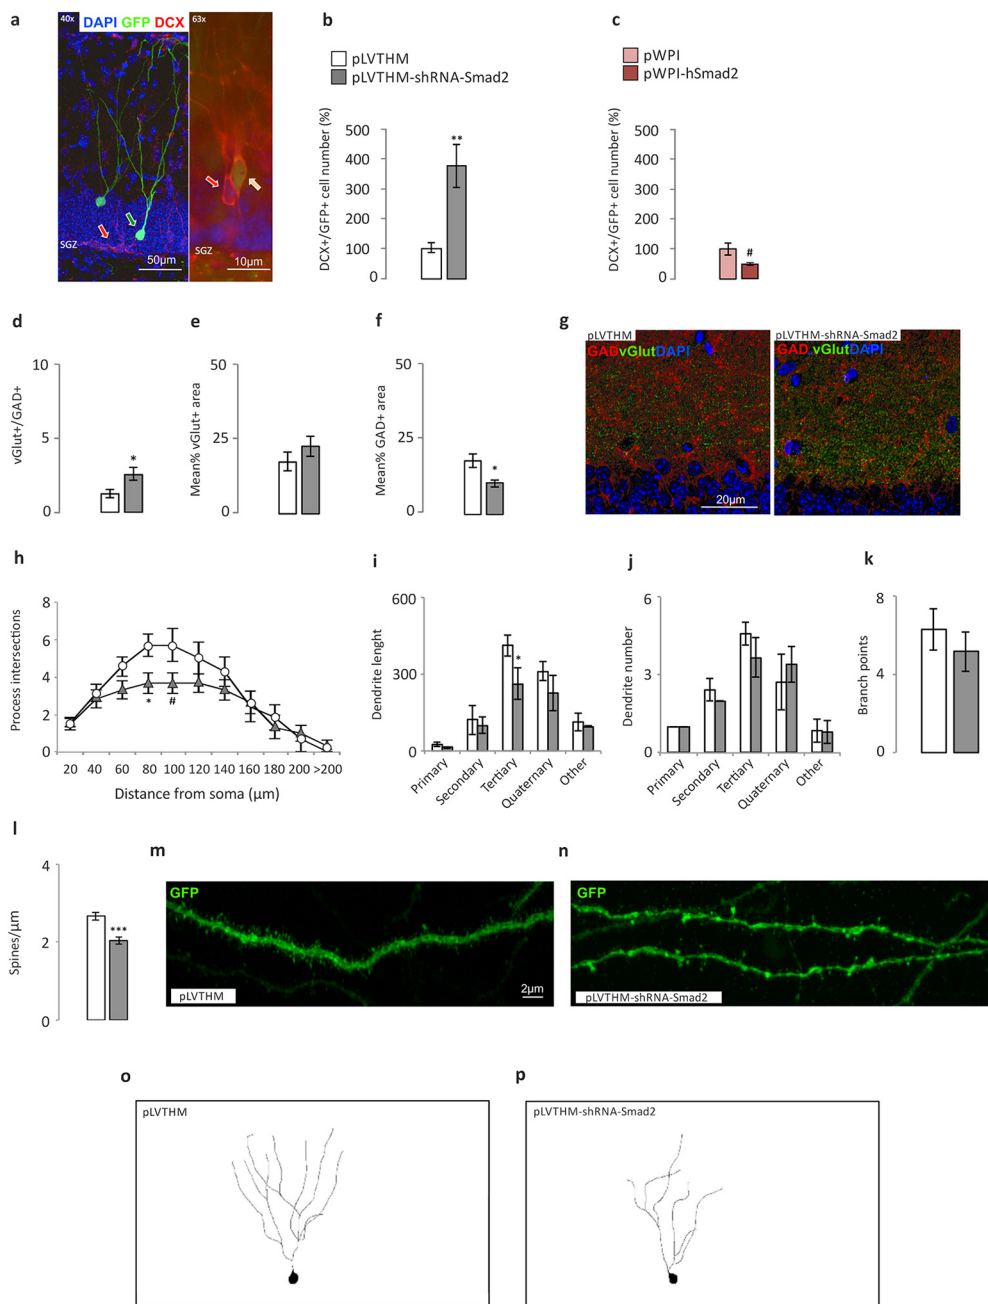 a
40x
DAPI GFP DCX
63x
SGZ
50µm
SGZ
10µm
b
pLVTHM
pLVTHM-shRNA-Smad2
DCX+/GFP+ cell number (%)
500
400
300
200
100
0
**
c
pWPI
pWPI-hSmad2
DCX+/GFP+ cell number (%)
500
400
300
200
100
0
#
d
vGlut+/GAD+
10
5
0
*
e
Mean% vGlut+ area
50
25
0
f
Mean% GAD+ area
50
25
0
*
g
pLVTHM
GADvGlutDAPI
20µm
pLVTHM-shRNA-Smad2
GAD vGlutDAPI
h
Process intersections
8
6
4
2
0
*
#
20 40 60 80 100 120 140 160 180 200 >200
Distance from soma (µm)
i
Dendrite lenght
600
300
0
*
Primary
Secondary
Tertiary
Quaternary
Other
j
Dendrite number
6
3
0
Primary
Secondary
Tertiary
Quaternary
Other
k
Branch points
8
4
0
l
Spines/µm
4
2
0
***
m
GFP
pLVTHM
2µm
n
GFP
pLVTHM-shRNA-Smad2
o
pLVTHM
p
pLVTHM-shRNA-Smad2